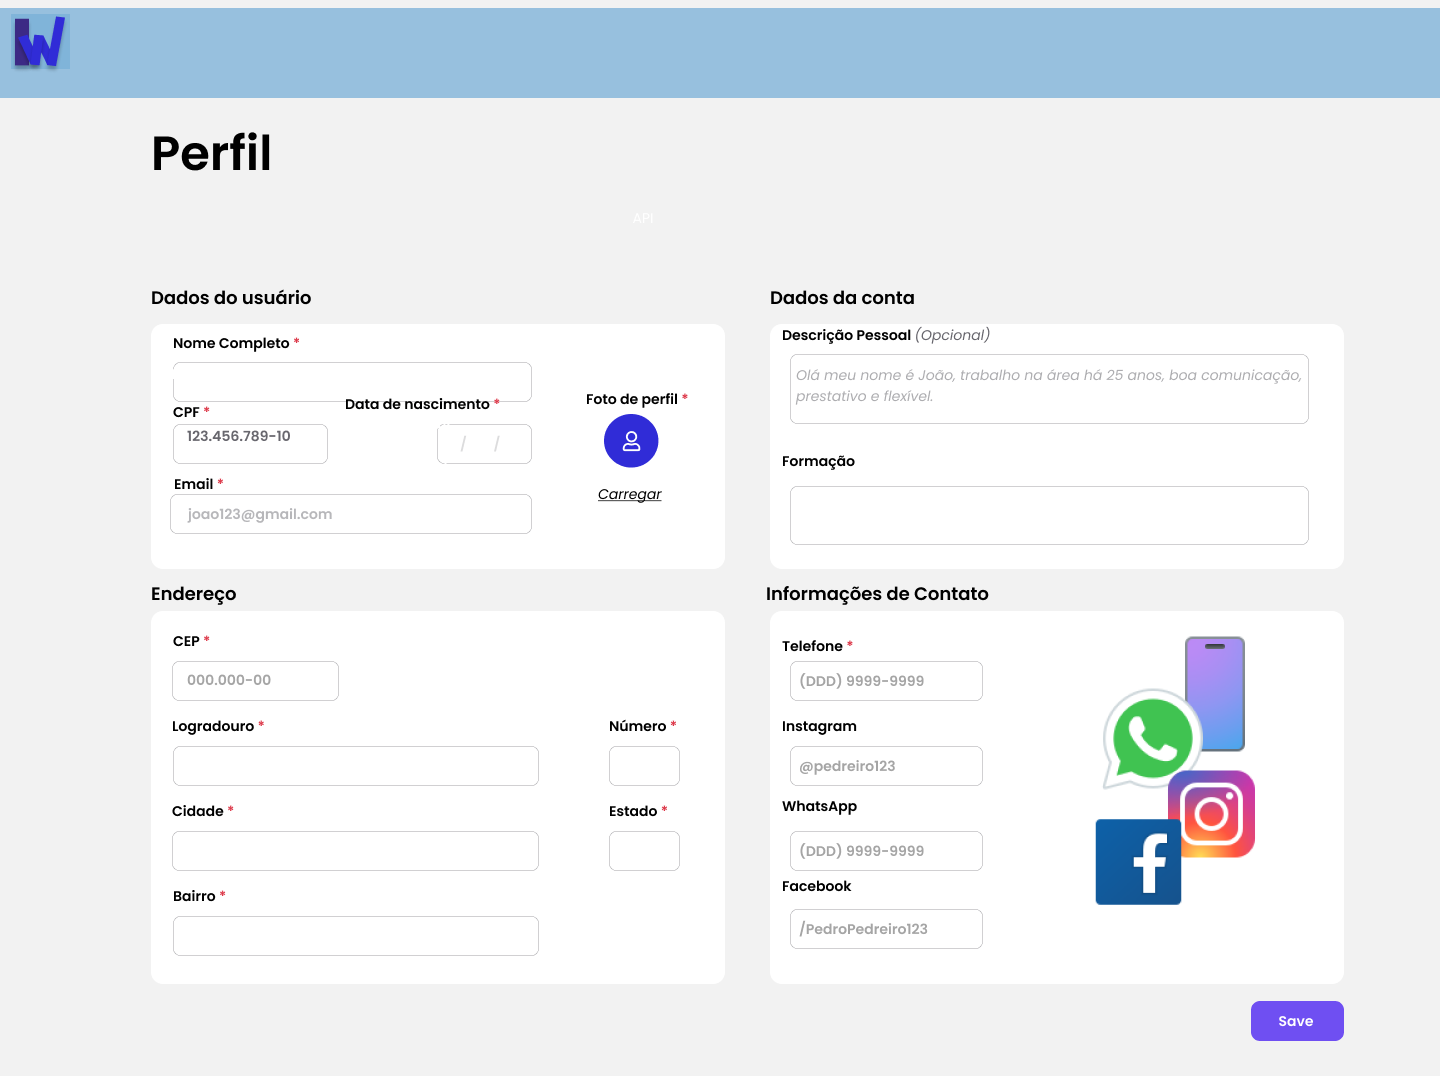 W
Perfil
API
Dados do usuário
Nome Completo *
CPF *
Data de nascimento *
123.456.789-10
/ /
Email *
joao123@gmail.com
Foto de perfil *
Carregar
Dados da conta
Descrição Pessoal (Opcional)
Olá meu nome é João, trabalho na área há 25 anos, boa comunicação,
prestativo e flexível.
Formação
Endereço
CEP *
000.000-00
Logradouro *
Número *
Cidade *
Estado *
Bairro *
Informações de Contato
Telefone *
(DDD) 9999-9999
Instagram
@pedreiro123
WhatsApp
(DDD) 9999-9999
Facebook
/PedroPedreiro123
f
Save